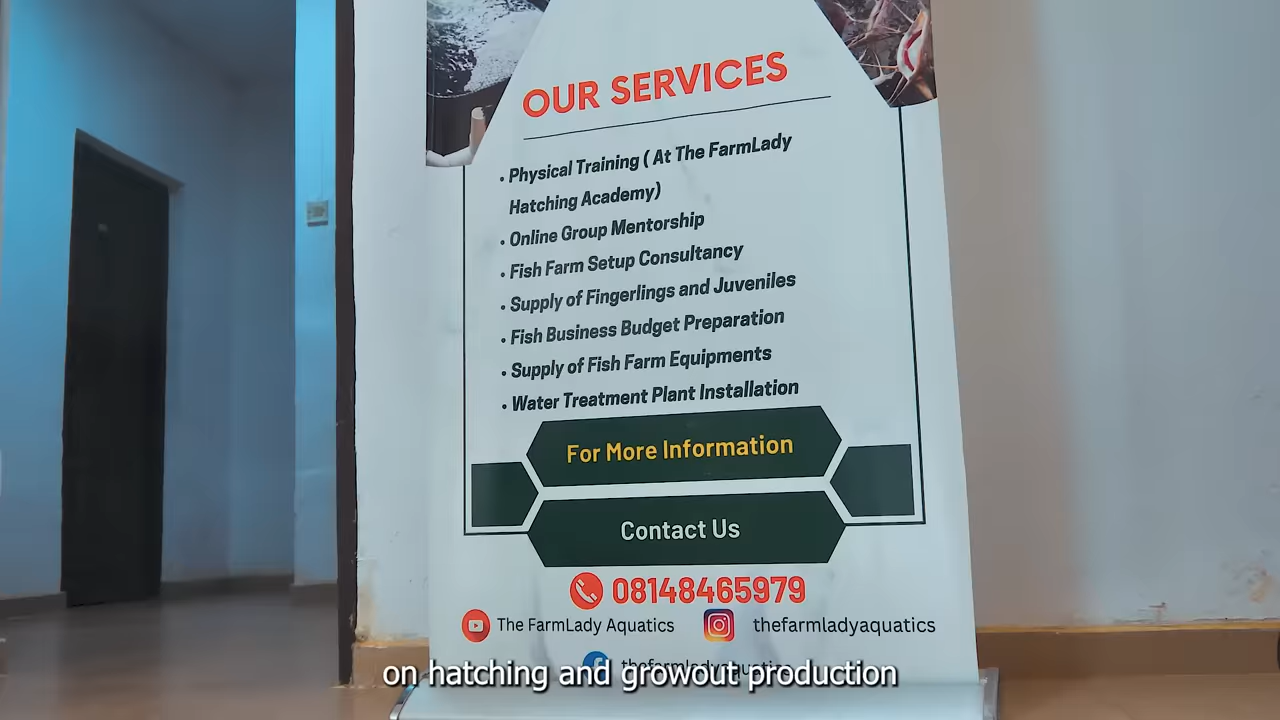 OUR SERVICES
• Physical Training ( At The FarmLady
Hatching Academy)
• Online Group Mentorship
• Fish Farm Setup Consultancy
• Supply of Fingerlings and Juveniles
• Fish Business Budget Preparation
• Supply of Fish Farm Equipments
• Water Treatment Plant Installation
For More Information
Contact Us
08148465979
The FarmLady Aquatics thefarmladyaquatics
on hatching and growout production